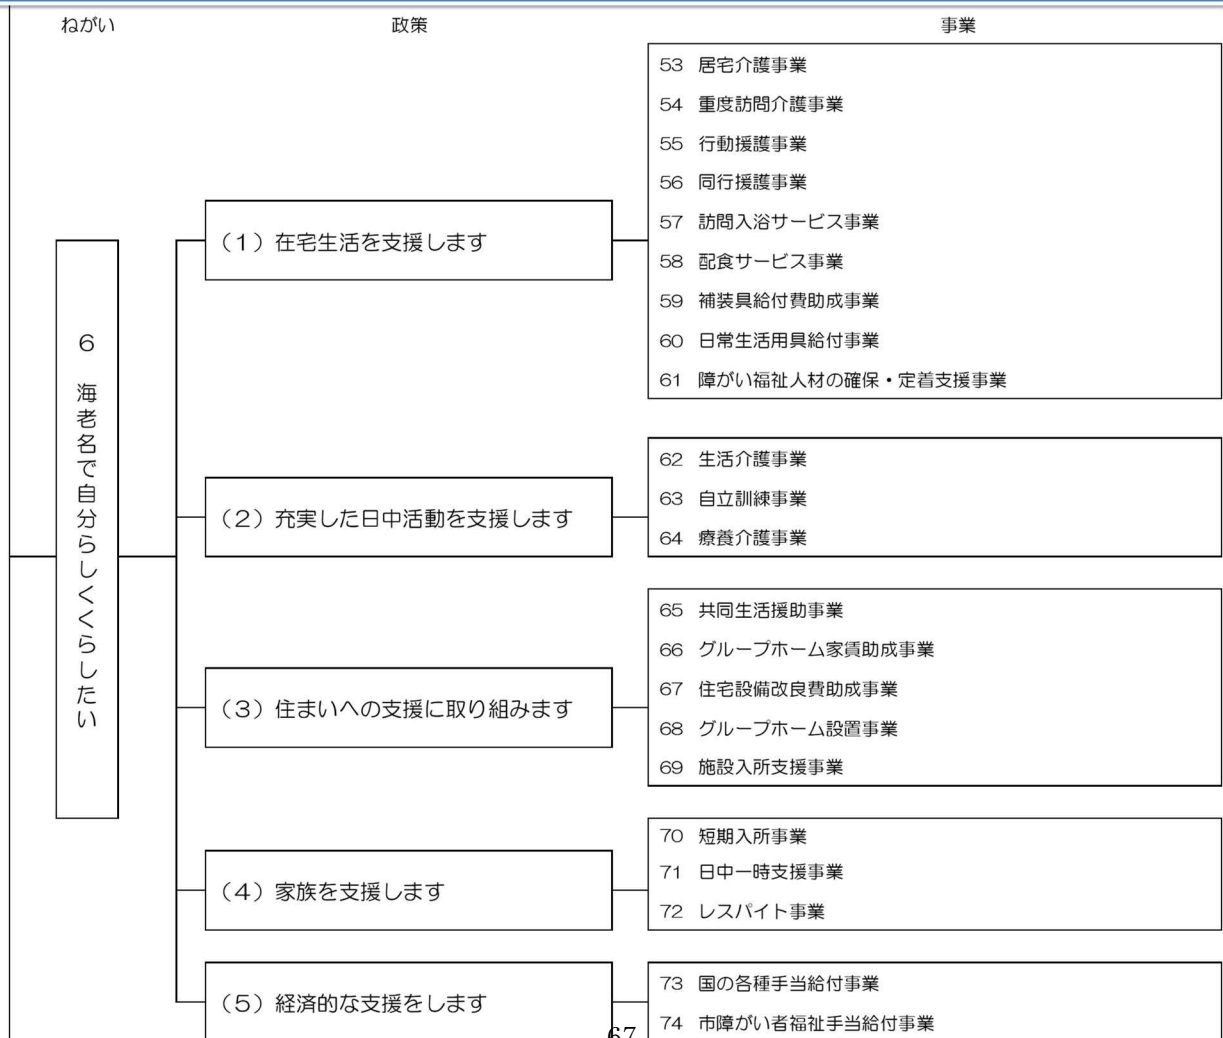 ねがい
政策
事業
6 海老名で自分らしくくらしたい
（1）在宅生活を支援します
53 居宅介護事業
54 重度訪問介護事業
55 行動援護事業
56 同行援護事業
57 訪問入浴サービス事業
58 配食サービス事業
59 補装具給付費助成事業
60 日常生活用具給付事業
61 障がい福祉人材の確保・定着支援事業
（2）充実した日中活動を支援します
62 生活介護事業
63 自立訓練事業
64 療養介護事業
（3）住まいへの支援に取り組みます
65 共同生活援助事業
66 グループホーム家賃助成事業
67 住宅設備改良費助成事業
68 グループホーム設置事業
69 施設入所支援事業
（4）家族を支援します
70 短期入所事業
71 日中一時支援事業
72 レスパイト事業
（5）経済的な支援をします
73 国の各種手当給付事業
74 市障がい者福祉手当給付事業
67